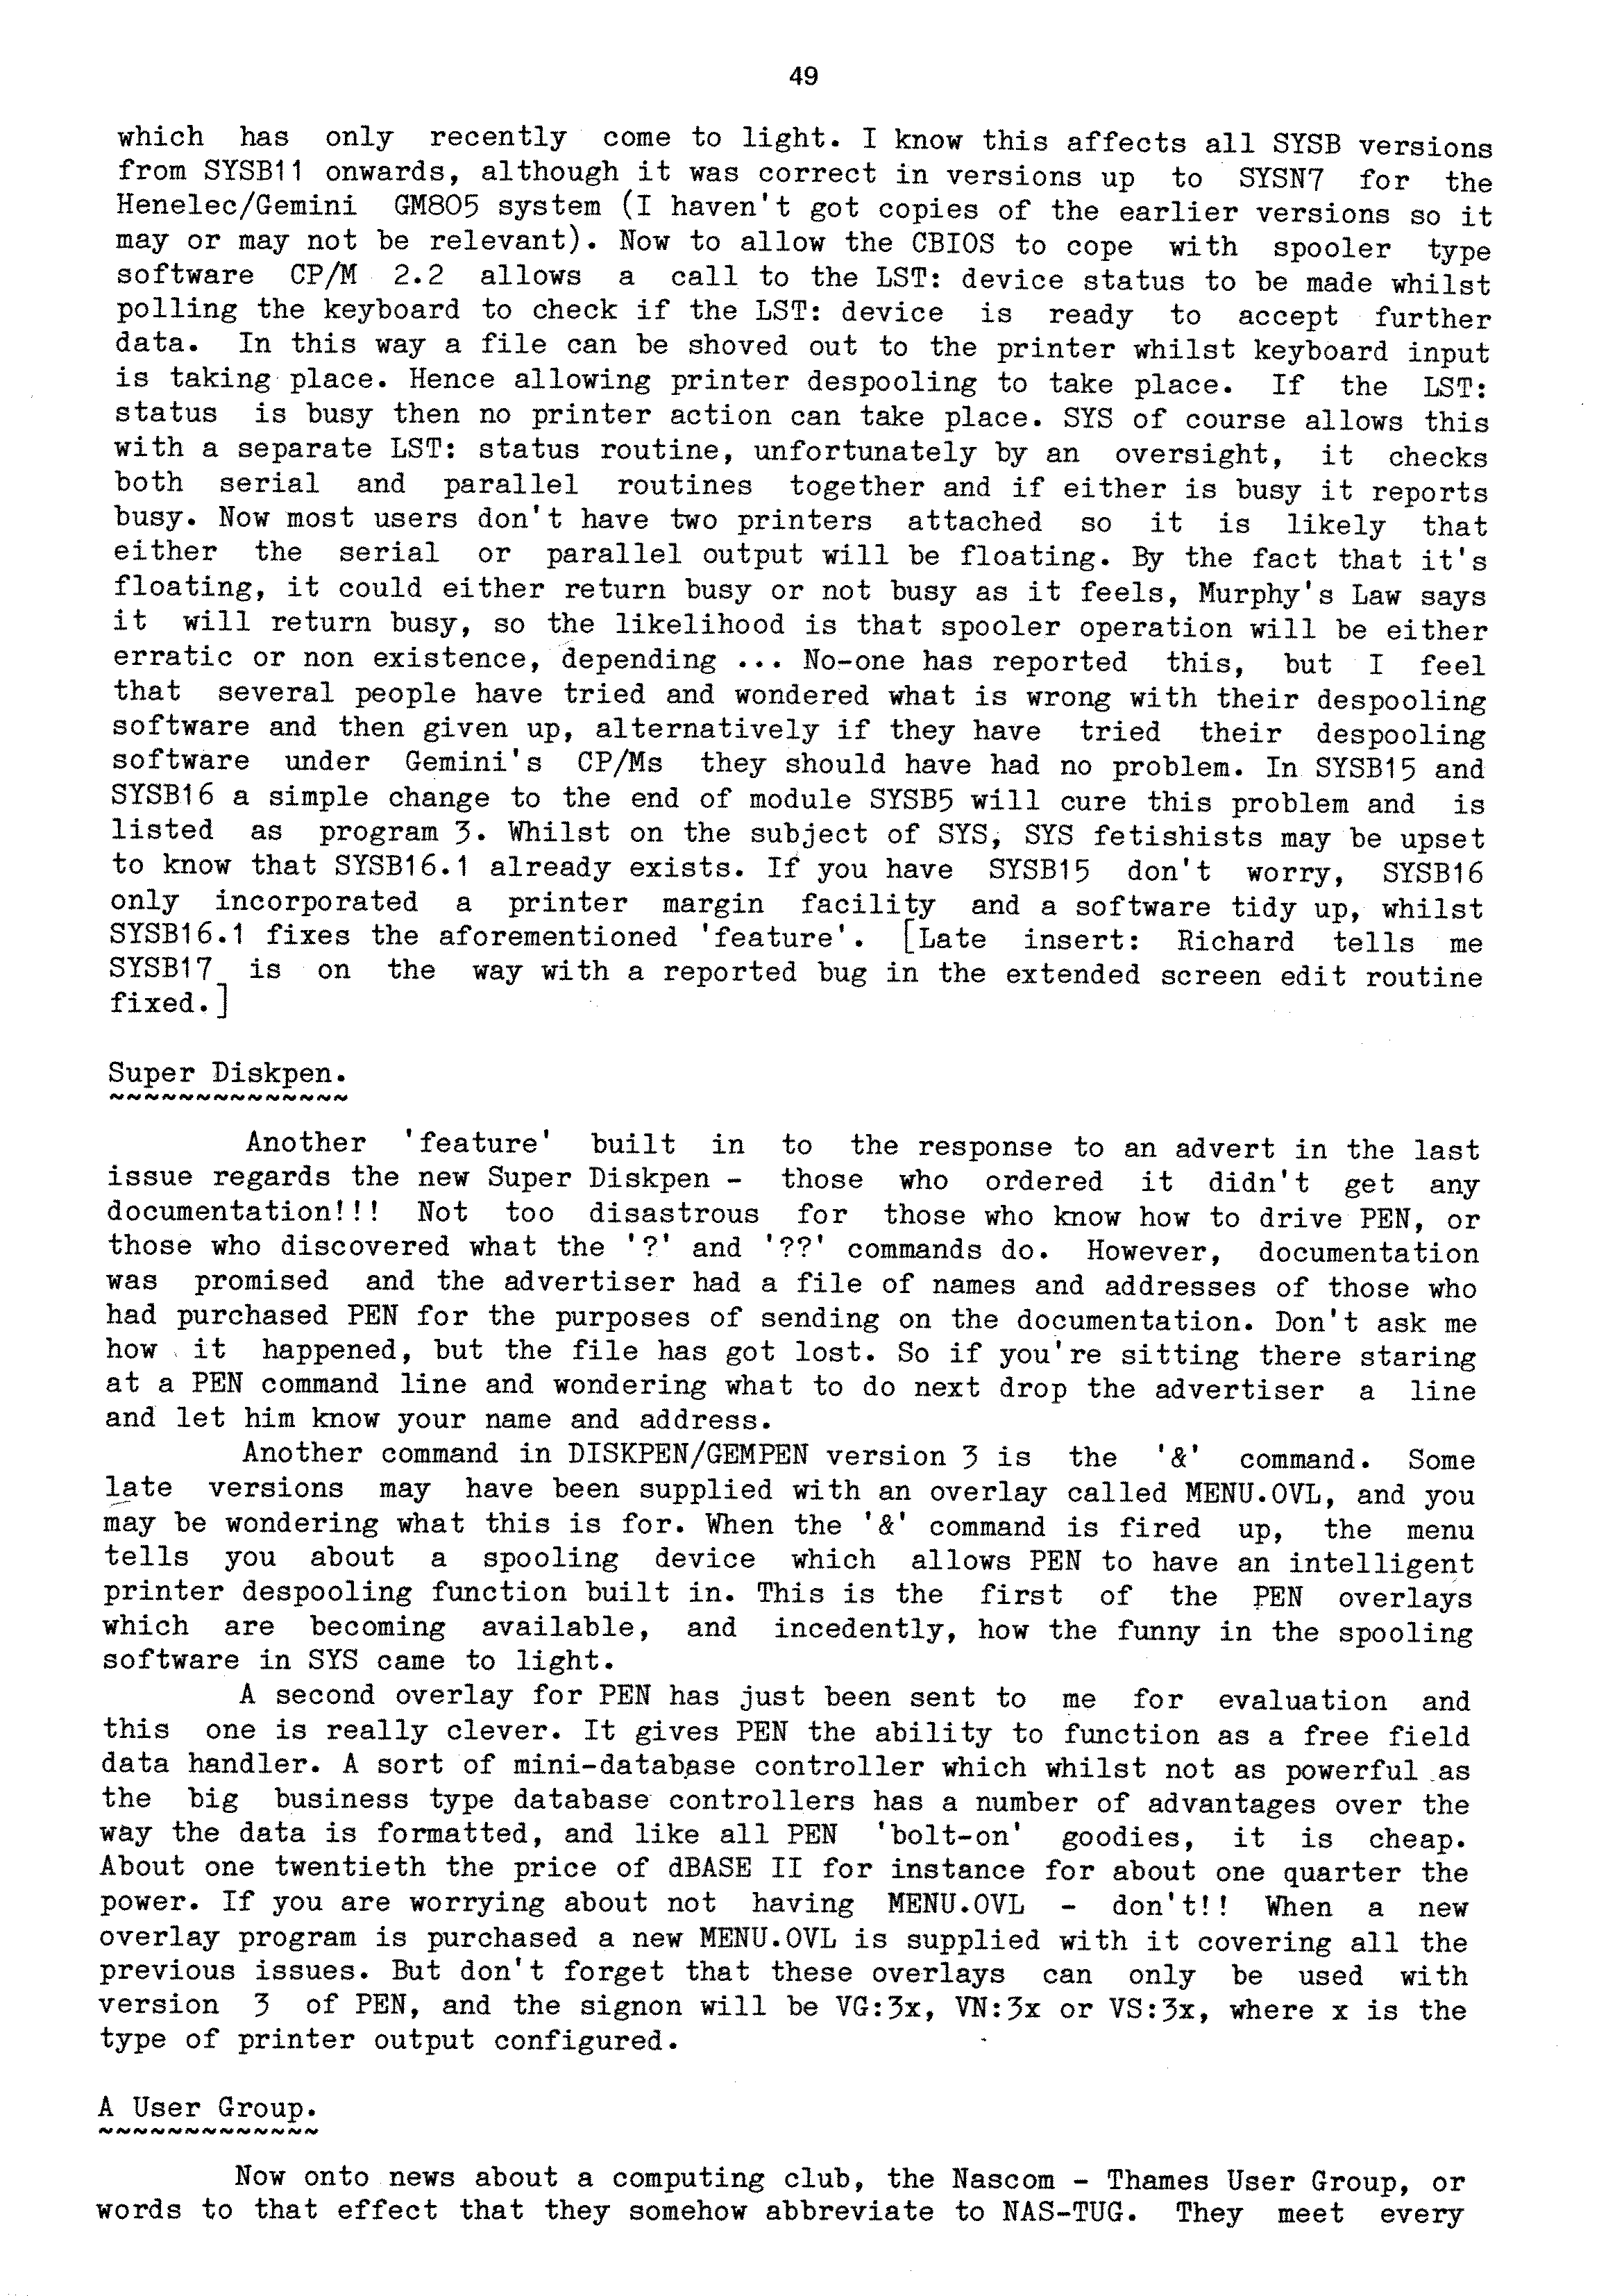 49
which has only recently come to light. I know this affects all SYSB versions
from SYSB11 onwards, although it was correct in versions up to SYSN7 for the
Henelec/Gemini GM805 system (I haven't got copies of the earlier versions so it
may or may not be relevant). Now to allow the CBIOS to cope with spooler type
software CP/M 2.2 allows a call to the LST: device status to be made whilst
polling the keyboard to check if the LST: device is ready to accept further
data. In this way a file can be shoved out to the printer whilst keyboard input
is taking place. Hence allowing printer despooling to take place. If the LST:
status is busy then no printer action can take place. SYS of course allows this
with a separate LST: status routine, unfortunately by an oversight, it checks
both serial and parallel routines together and if either is busy it reports
busy. Now most users don't have two printers attached so it is likely that
either the serial or parallel output will be floating. By the fact that it's
floating, it could either return busy or not busy as it feels, Murphy's Law says
it will return busy, so the likelihood is that spooler operation will be either
erratic or non existence, depending ... No-one has reported this, but I feel
that several people have tried and wondered what is wrong with their despooling
software and then given up, alternatively if they have tried their despooling
software under Gemini's CP/Ms they should have had no problem. In SYSB15 and
SYSB16 a simple change to the end of module SYSB5 will cure this problem and is
listed as program 3. Whilst on the subject of SYS, SYS fetishists may be upset
to know that SYSB16.1 already exists. If you have SYSB15 don't worry, SYSB16
only incorporated a printer margin facility and a software tidy up, whilst
SYSB16.1 fixes the aforementioned 'feature'. [Late insert: Richard tells me
SYSB17 is on the way with a reported bug in the extended screen edit routine
fixed.]
Super Diskpen.
~~~~~~~~~~~~~~
Another 'feature' built in to the response to an advert in the last
issue regards the new Super Diskpen - those who ordered it didn't get any
documentation!!! Not too disastrous for those who know how to drive PEN, or
those who discovered what the '?' and '??' commands do. However, documentation
was promised and the advertiser had a file of names and addresses of those who
had purchased PEN for the purposes of sending on the documentation. Don't ask me
how it happened, but the file has got lost. So if you're sitting there staring
at a PEN command line and wondering what to do next drop the advertiser a line
and let him know your name and address.
Another command in DISKPEN/GEMPEN version 3 is the '&' command. Some
late versions may have been supplied with an overlay called MENU.OVL, and you
may be wondering what this is for. When the '&' command is fired up, the menu
tells you about a spooling device which allows PEN to have an intelligent
printer despooling function built in. This is the first of the PEN overlays
which are becoming available, and incedently, how the funny in the spooling
software in SYS came to light.
A second overlay for PEN has just been sent to me for evaluation and
this one is really clever. It gives PEN the ability to function as a free field
data handler. A sort of mini-database controller which whilst not as powerful as
the big business type database controllers has a number of advantages over the
way the data is formatted, and like all PEN 'bolt-on' goodies, it is cheap.
About one twentieth the price of dBASE II for instance for about one quarter the
power. If you are worrying about not having MENU.OVL - don't!! When a new
overlay program is purchased a new MENU.OVL is supplied with it covering all the
previous issues. But don't forget that these overlays can only be used with
version 3 of PEN, and the signon will be VG:3x, VN:3x or VS:3x, where x is the
type of printer output configured.
A User Group.
~~~~~~~~~~~~~
Now onto news about a computing club, the Nascom - Thames User Group, or
words to that effect that they somehow abbreviate to NAS-TUG. They meet every